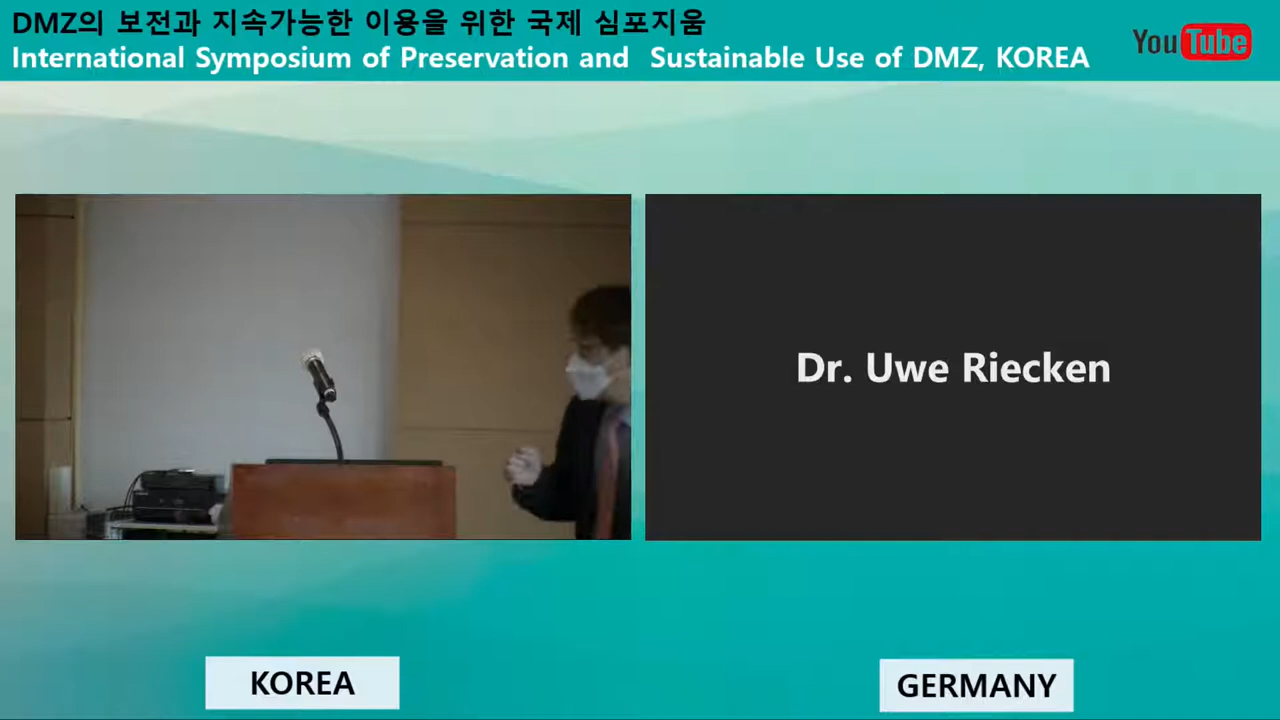 DMZ의 보전과 지속가능한 이용을 위한 국제 심포지움
International Symposium of Preservation and Sustainable Use of DMZ, KOREA
YouTube
Dr. Uwe Riecken
KOREA
GERMANY